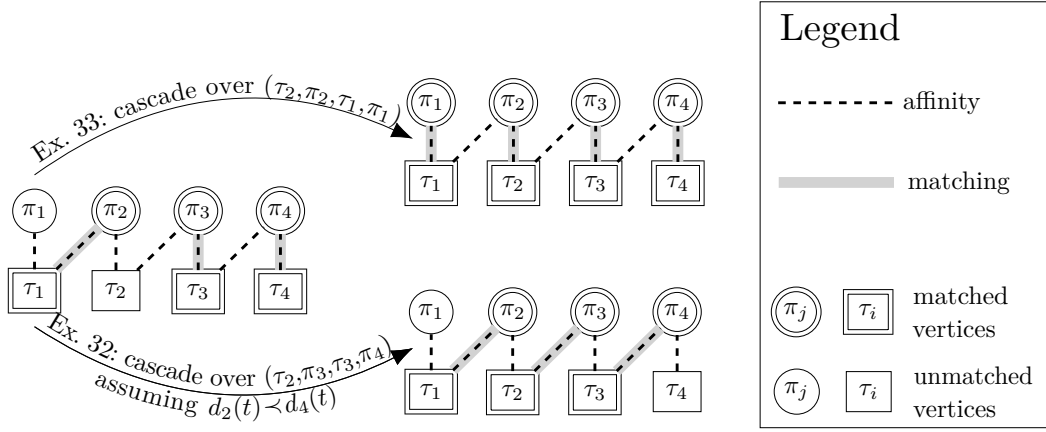 Ex. 33: cascade over (τ₂,π₂,τ₁,π₁)
π₁ π₂ π₃ π₄
τ₁ τ₂ τ₃ τ₄
π₁ π₂ π₃ π₄
τ₁ τ₂ τ₃ τ₄
Ex. 32: cascade over (τ₂,π₃,τ₃,π₄)
assuming d₂(t)≺d₄(t)
π₁ π₂ π₃ π₄
τ₁ τ₂ τ₃ τ₄
Legend
affinity
matching
πⱼ τᵢ matched
vertices
πⱼ τᵢ unmatched
vertices